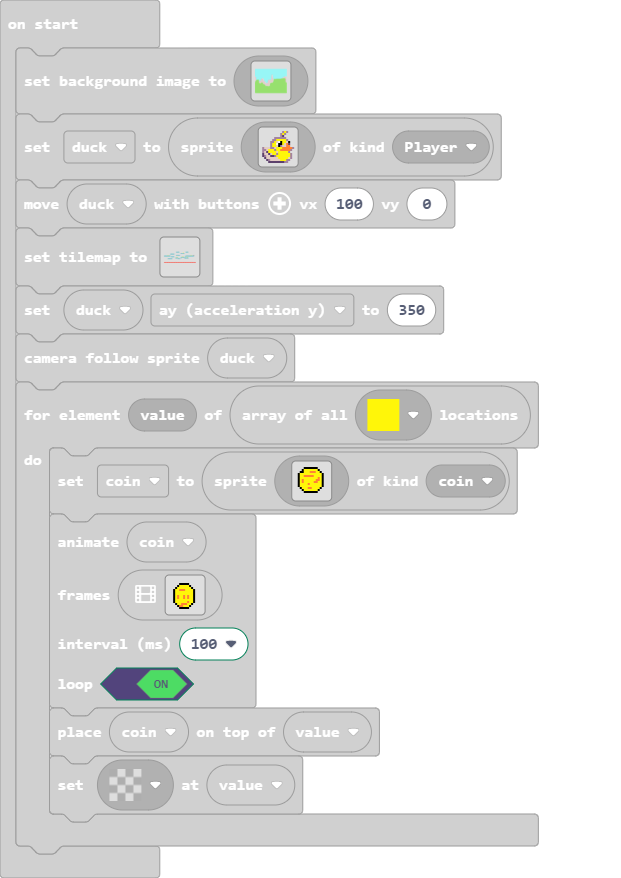 on start
set background image to
set duck to sprite of kind Player
move duck with buttons vx 100 vy 0
set tilemap to
set duck ay (acceleration y) to 350
camera follow sprite duck
for element value of array of all locations
do
set coin to sprite of kind coin
animate coin
frames
interval (ms) 100
loop ON
place coin on top of value
set at value